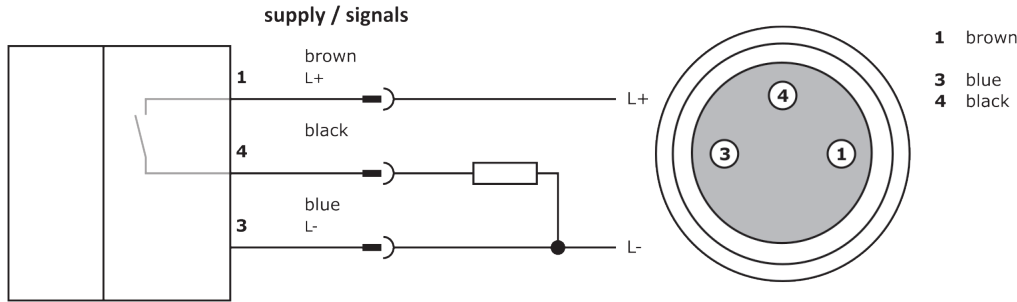 supply / signals
brown
1 L+
L+
black
4
blue
3 L-
L-
4
3 1
1 brown
3 blue
4 black